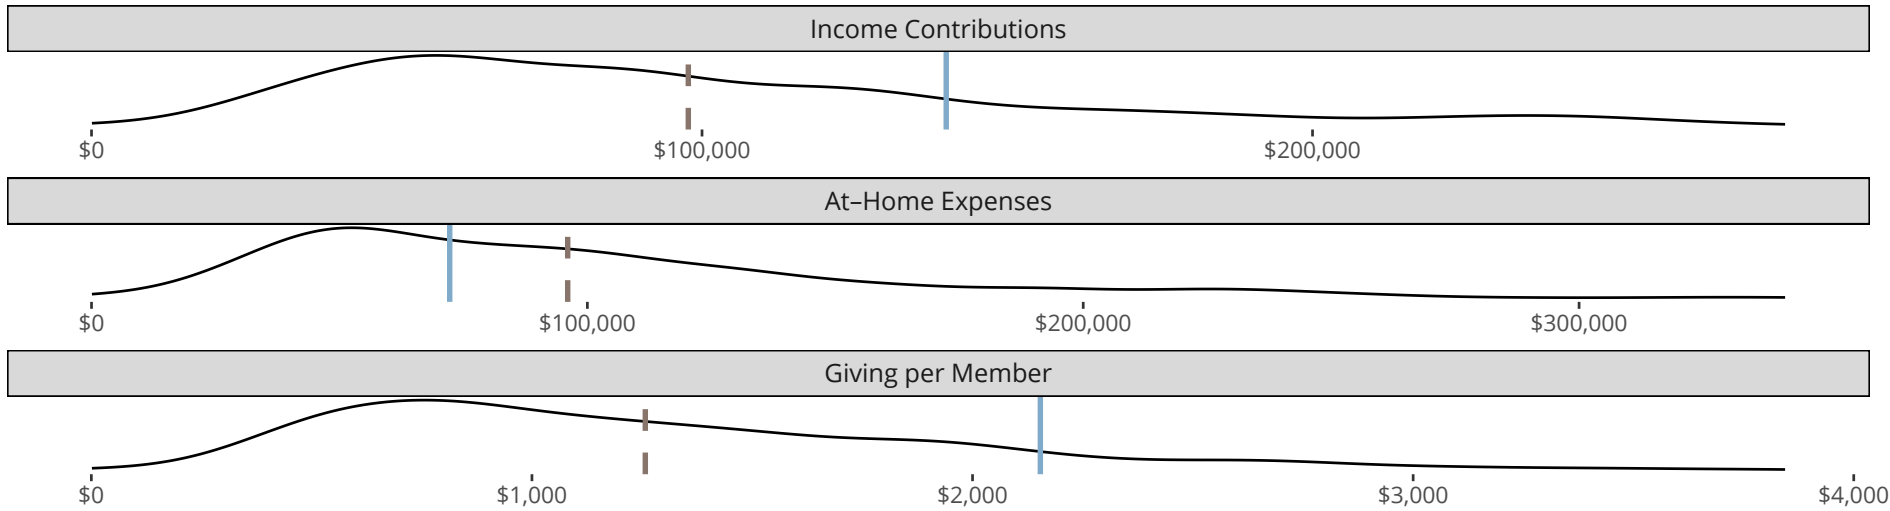 Income Contributions
$0 $100,000 $200,000
At–Home Expenses
$0 $100,000 $200,000 $300,000
Giving per Member
$0 $1,000 $2,000 $3,000 $4,000